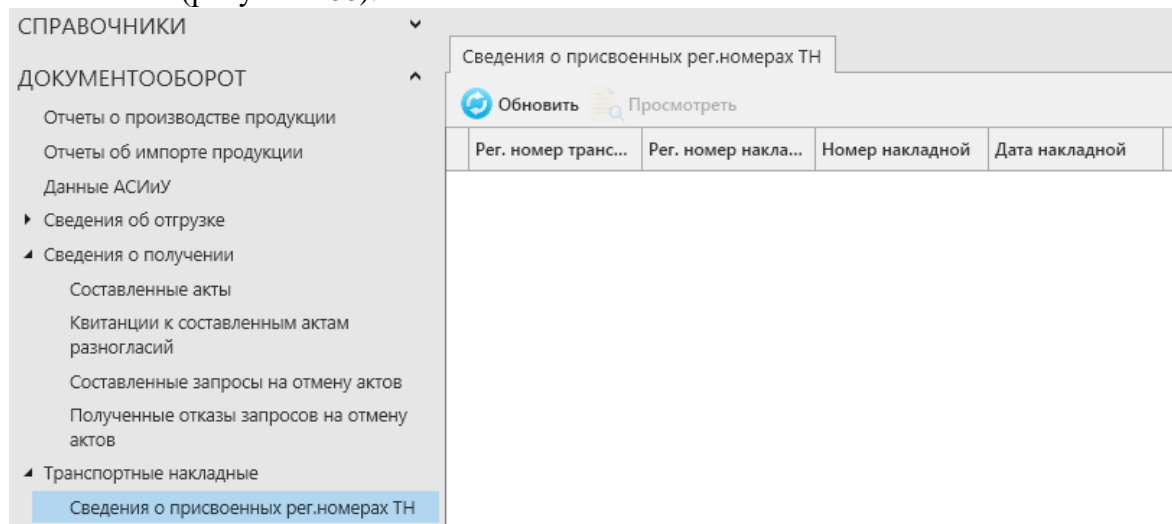 СПРАВОЧНИКИ
ДОКУМЕНТООБОРОТ
Отчеты о производстве продукции
Отчеты об импорте продукции
Данные АСИиУ
Сведения об отгрузке
Сведения о получении
Составленные акты
Квитанции к составленным актам
разногласий
Составленные запросы на отмену актов
Полученные отказы запросов на отмену
актов
Транспортные накладные
Сведения о присвоенных рег.номерах ТН
Сведения о присвоенных рег.номерах ТН
Обновить Просмотреть
Рег. номер транс... Рег. номер накла... Номер накладной Дата накладной